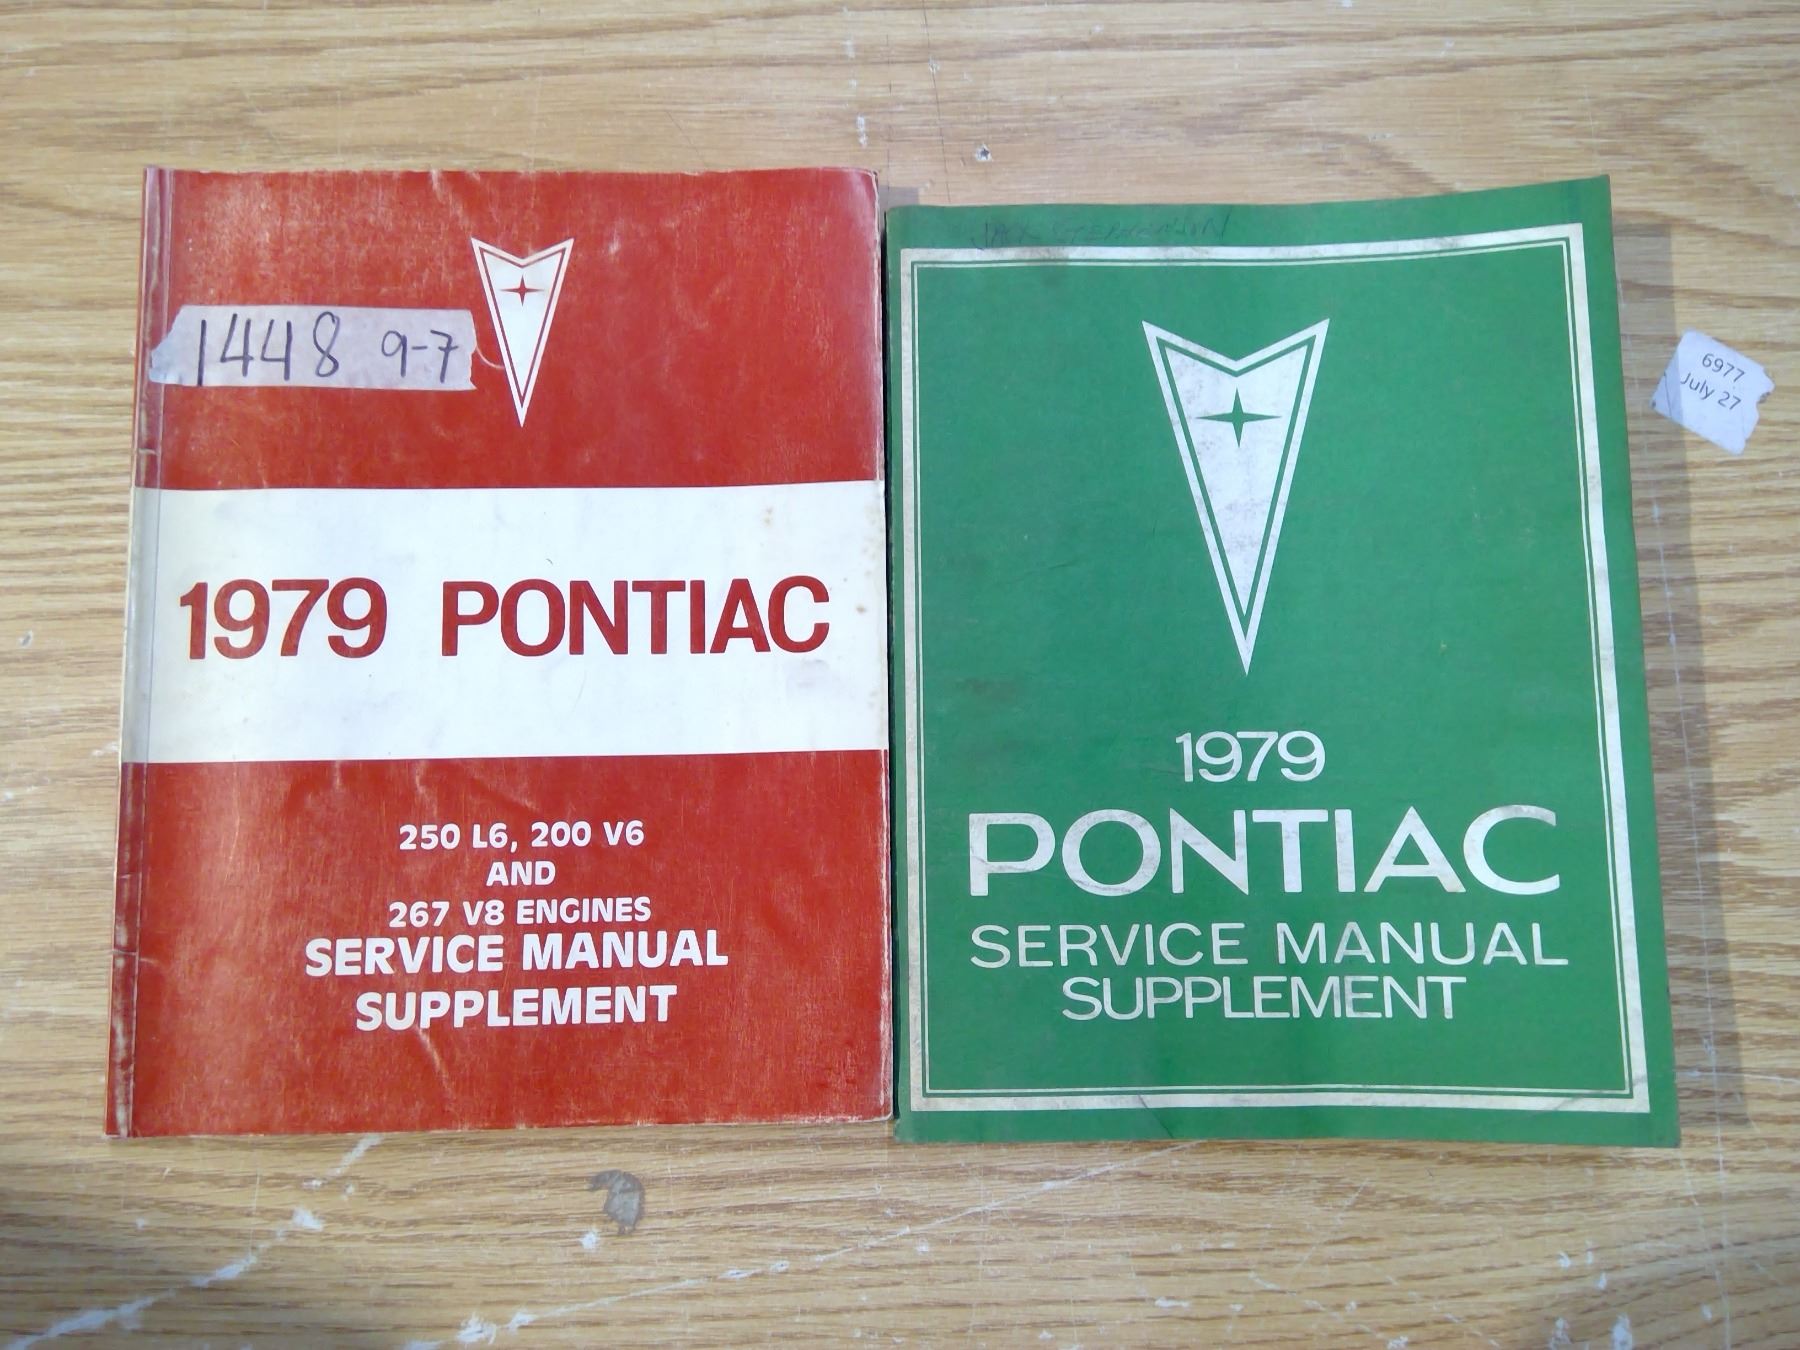 1448 9-7
1979 PONTIAC
250 L6, 200 V6
AND
267 V8 ENGINES
SERVICE MANUAL
SUPPLEMENT
1979
PONTIAC
SERVICE MANUAL
SUPPLEMENT
6977
July 27